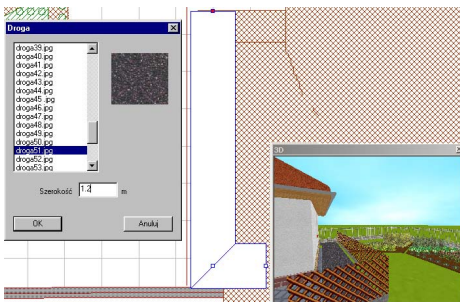 Droga
droga39.jpg
droga40.jpg
droga41.jpg
droga42.jpg
droga43.jpg
droga44.jpg
droga45 .jpg
droga46.jpg
droga47.jpg
droga48.jpg
droga49.jpg
droga50.jpg
droga51.jpg
droga52.jpg
droga53.jpg
Szerokość 1.2 m
OK Anuluj
3D